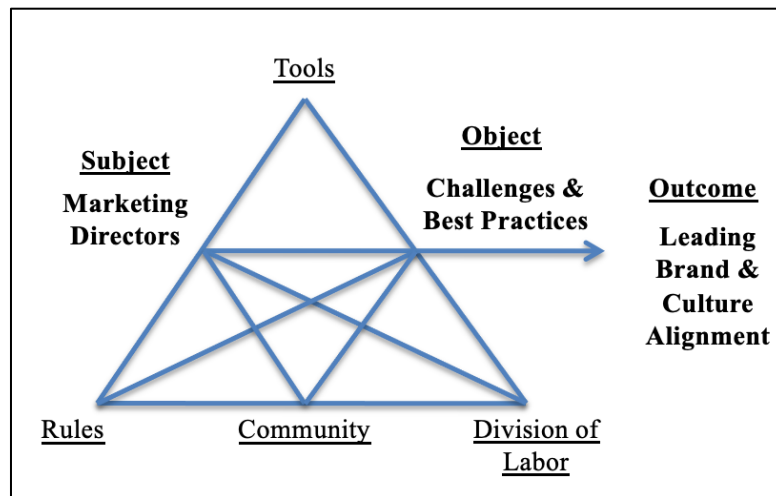 Tools
Subject
Marketing
Directors
Object
Challenges &
Best Practices
Outcome
Leading
Brand &
Culture
Alignment
Rules
Community
Division of
Labor